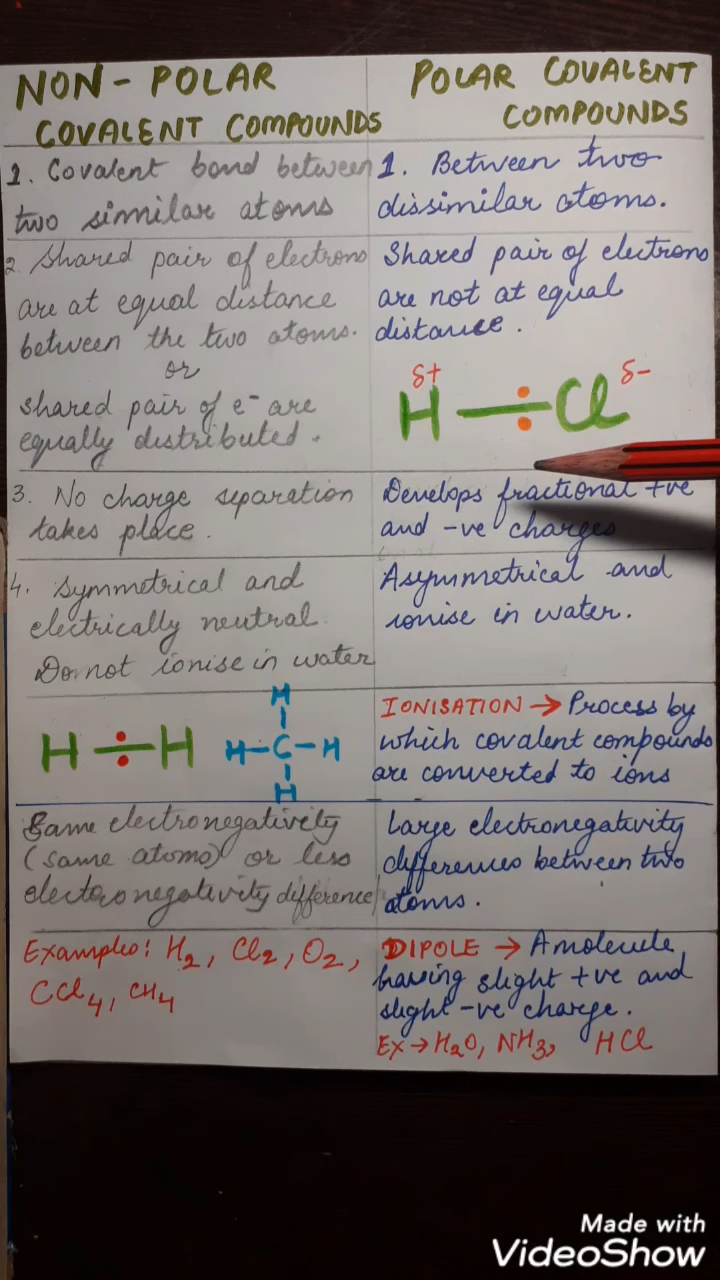 NON-POLAR
COVALENT COMPOUNDS
1. Covalent bond between
two similar atoms
2. Shared pair of electrons
are at equal distance
between the two atoms.
or
shared pair of e- are
equally distributed.
3. No charge separation
takes place.
4. Symmetrical and
electrically neutral.
Do not ionise in water
H ÷ H
H
H-C-H
H
Same electronegativity
(same atoms) or less
electronegativity difference
Examples: H2, Cl2, O2,
CCl4, CH4
POLAR COVALENT
COMPOUNDS
1. Between two
dissimilar atoms.
Shared pair of electrons
are not at equal
distance.
δ+ δ-
H — : Cl
Develops fractional +ve
and -ve charges
Asymmetrical and
ionise in water.
IONISATION → Process by
which covalent compounds
are converted to ions
Large electronegativity
differences between two
atoms.
DIPOLE → A molecule
having slight +ve and
slight -ve charge.
Ex → H2O, NH3, HCl
Made with
VideoShow